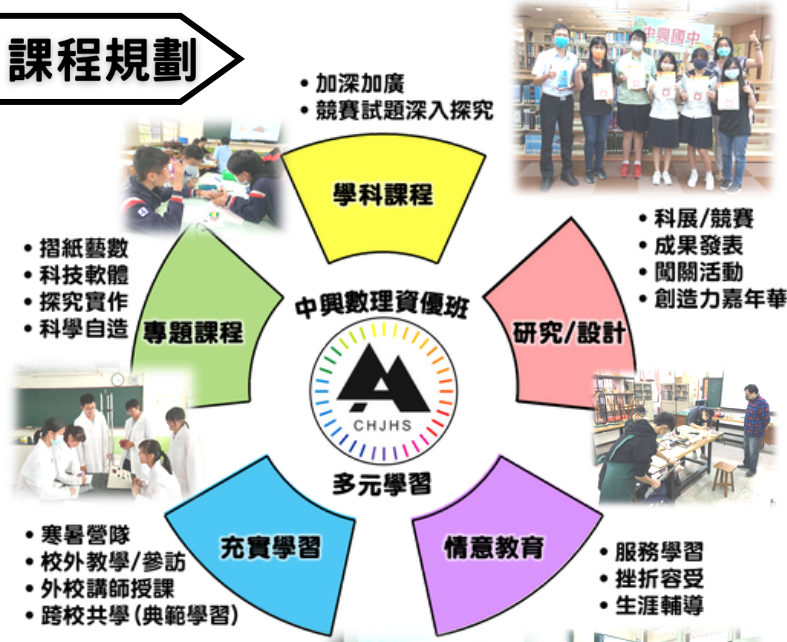 課程規劃
• 加深加廣
• 競賽試題深入探究
學科課程
中興國中
• 科展/競賽
• 成果發表
• 闖關活動
• 創造力嘉年華
研究/設計
• 摺紙藝數
• 科技軟體
• 探究實作
• 科學自造
專題課程
中興數理資優班
CHJHS
多元學習
充實學習
• 寒暑營隊
• 校外教學/參訪
• 外校講師授課
• 跨校共學(典範學習)
情意教育
• 服務學習
• 挫折容受
• 生涯輔導